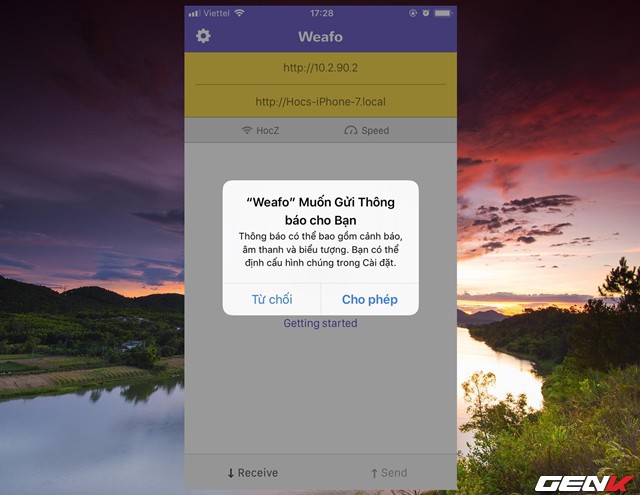 Viettel 17:28
Weafo
http://10.2.90.2
http://Hocs-iPhone-7.local
HocZ Speed
“Weafo” Muốn Gửi Thông
báo cho Bạn
Thông báo có thể bao gồm cảnh báo,
âm thanh và biểu tượng. Bạn có thể
định cấu hình chúng trong Cài đặt.
Từ chối Cho phép
Getting started
Receive Send
GENK